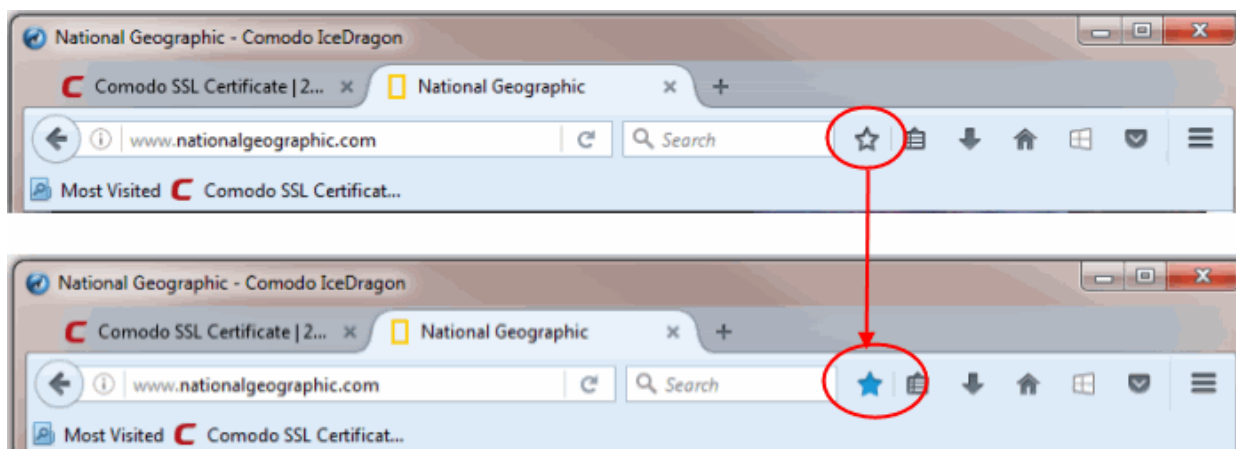 National Geographic - Comodo IceDragon
Comodo SSL Certificate | 2... National Geographic
www.nationalgeographic.com Search
Most Visited Comodo SSL Certificat...
National Geographic - Comodo IceDragon
Comodo SSL Certificate | 2... National Geographic
www.nationalgeographic.com Search
Most Visited Comodo SSL Certificat...